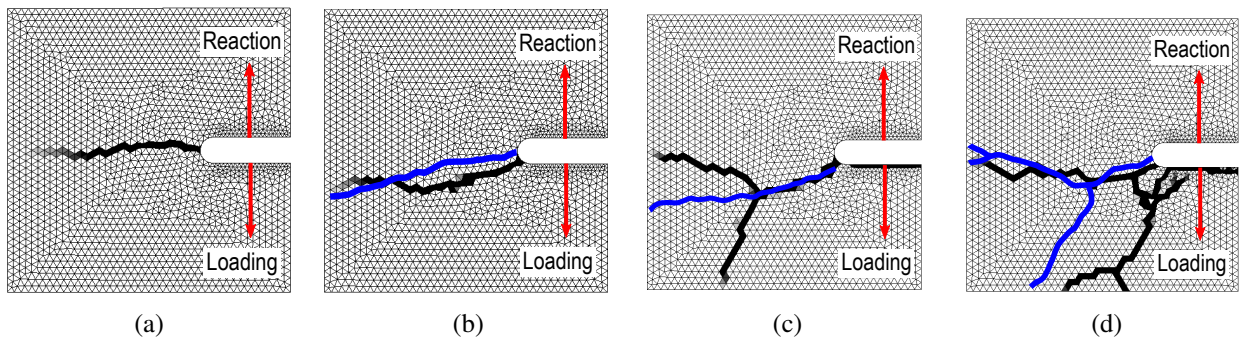 Reaction
Loading
(a)
Reaction
Loading
(b)
Reaction
Loading
(c)
Reaction
Loading
(d)